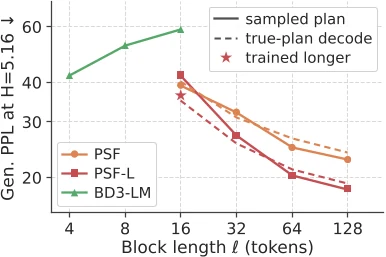 Gen. PPL at H=5.16 ↓
60
40
30
20
sampled plan
true-plan decode
trained longer
PSF
PSF-L
BD3-LM
4 8 16 32 64 128
Block length ℓ (tokens)